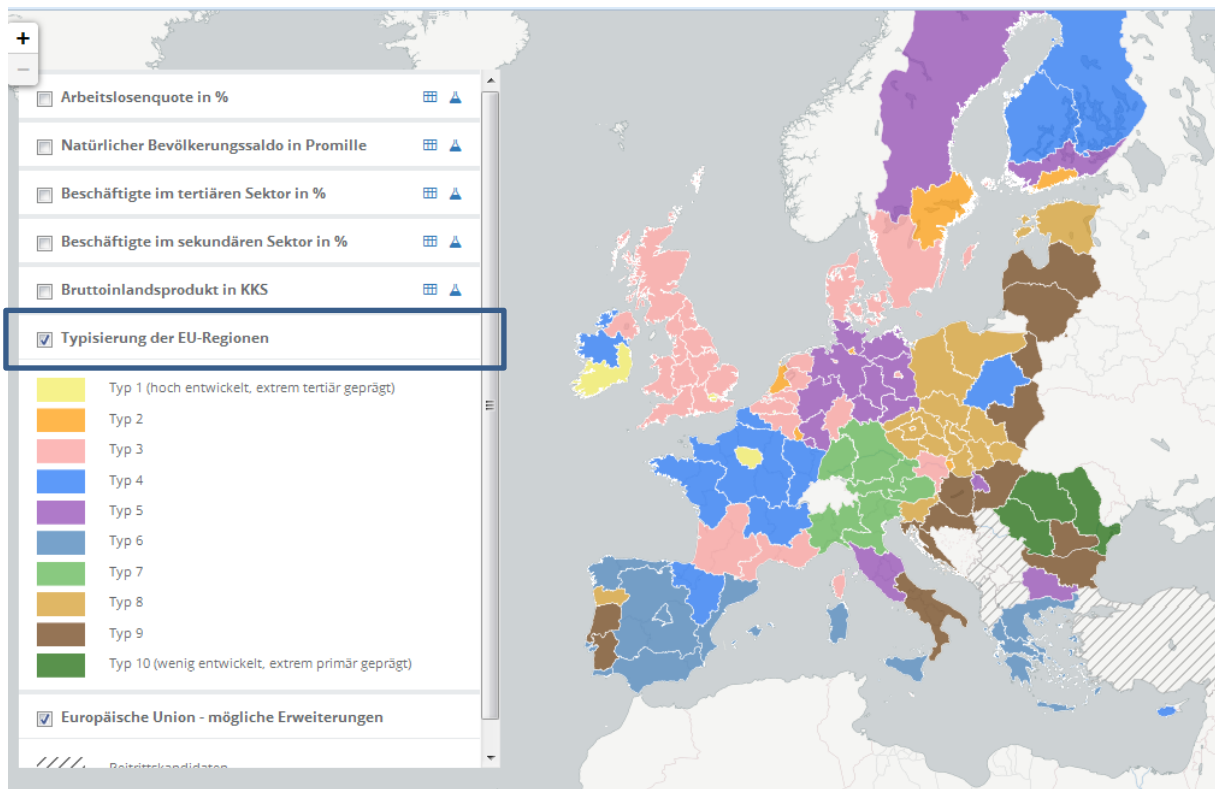 +
−
Arbeitslosenquote in %
Natürlicher Bevölkerungssaldo in Promille
Beschäftigte im tertiären Sektor in %
Beschäftigte im sekundären Sektor in %
Bruttoinlandsprodukt in KKS
Typisierung der EU-Regionen
Typ 1 (hoch entwickelt, extrem tertiär geprägt)
Typ 2
Typ 3
Typ 4
Typ 5
Typ 6
Typ 7
Typ 8
Typ 9
Typ 10 (wenig entwickelt, extrem primär geprägt)
Europäische Union - mögliche Erweiterungen
Beitrittskandidaten